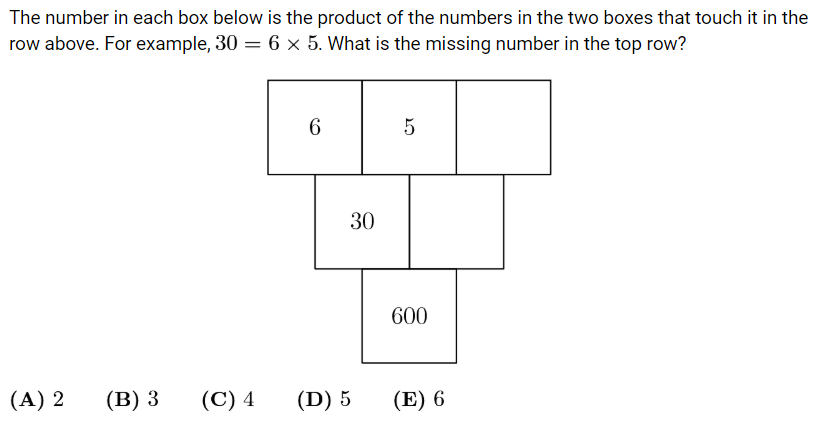 The number in each box below is the product of the numbers in the two boxes that touch it in the
row above. For example, 30 = 6 × 5. What is the missing number in the top row?
6 5
30
600
(A) 2 (B) 3 (C) 4 (D) 5 (E) 6